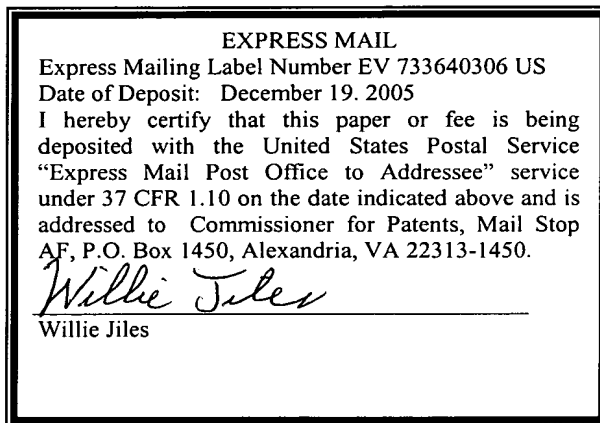 EXPRESS MAIL
Express Mailing Label Number EV 733640306 US
Date of Deposit: December 19. 2005
I hereby certify that this paper or fee is being
deposited with the United States Postal Service
“Express Mail Post Office to Addressee” service
under 37 CFR 1.10 on the date indicated above and is
addressed to Commissioner for Patents, Mail Stop
AF, P.O. Box 1450, Alexandria, VA 22313-1450.
Willie Jiles
Willie Jiles